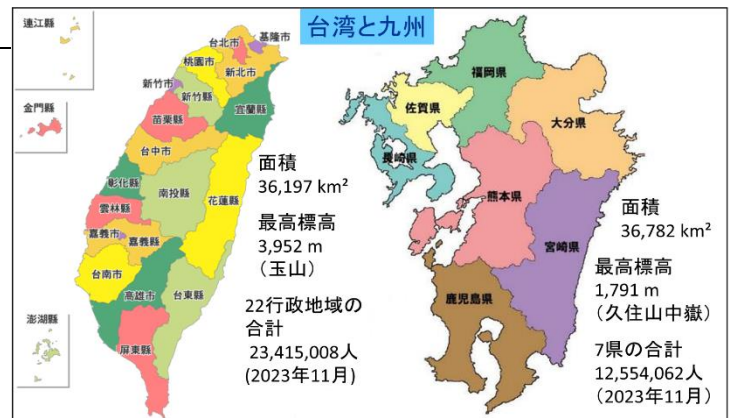 台湾と九州
連江縣
金門縣
澎湖縣
基隆市
台北市
桃園市
新北市
新竹市
新竹縣
宜蘭縣
苗栗縣
台中市
彰化縣
南投縣
花蓮縣
雲林縣
嘉義市
嘉義縣
台南市
高雄市
台東縣
屏東縣
面積
36,197 km²
最高標高
3,952 m
(玉山)
22行政地域の
合計
23,415,008人
(2023年11月)
福岡県
佐賀県
大分県
長崎県
熊本県
宮崎県
鹿児島県
面積
36,782 km²
最高標高
1,791 m
(久住山中嶽)
7県の合計
12,554,062人
(2023年11月)